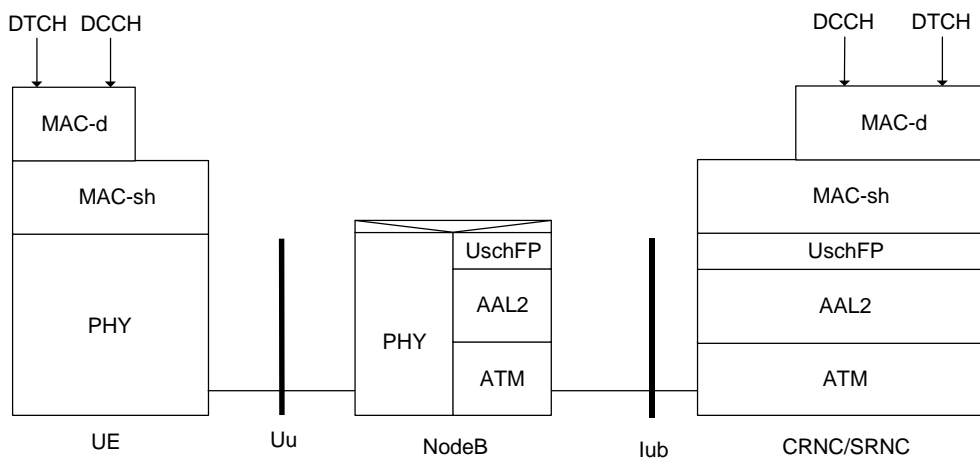 DTCH DCCH
DCCH DTCH
MAC-d
MAC-d
MAC-sh
MAC-sh
UschFP
UschFP
PHY
PHY
AAL2
AAL2
ATM
ATM
UE
Uu
NodeB
Iub
CRNC/SRNC